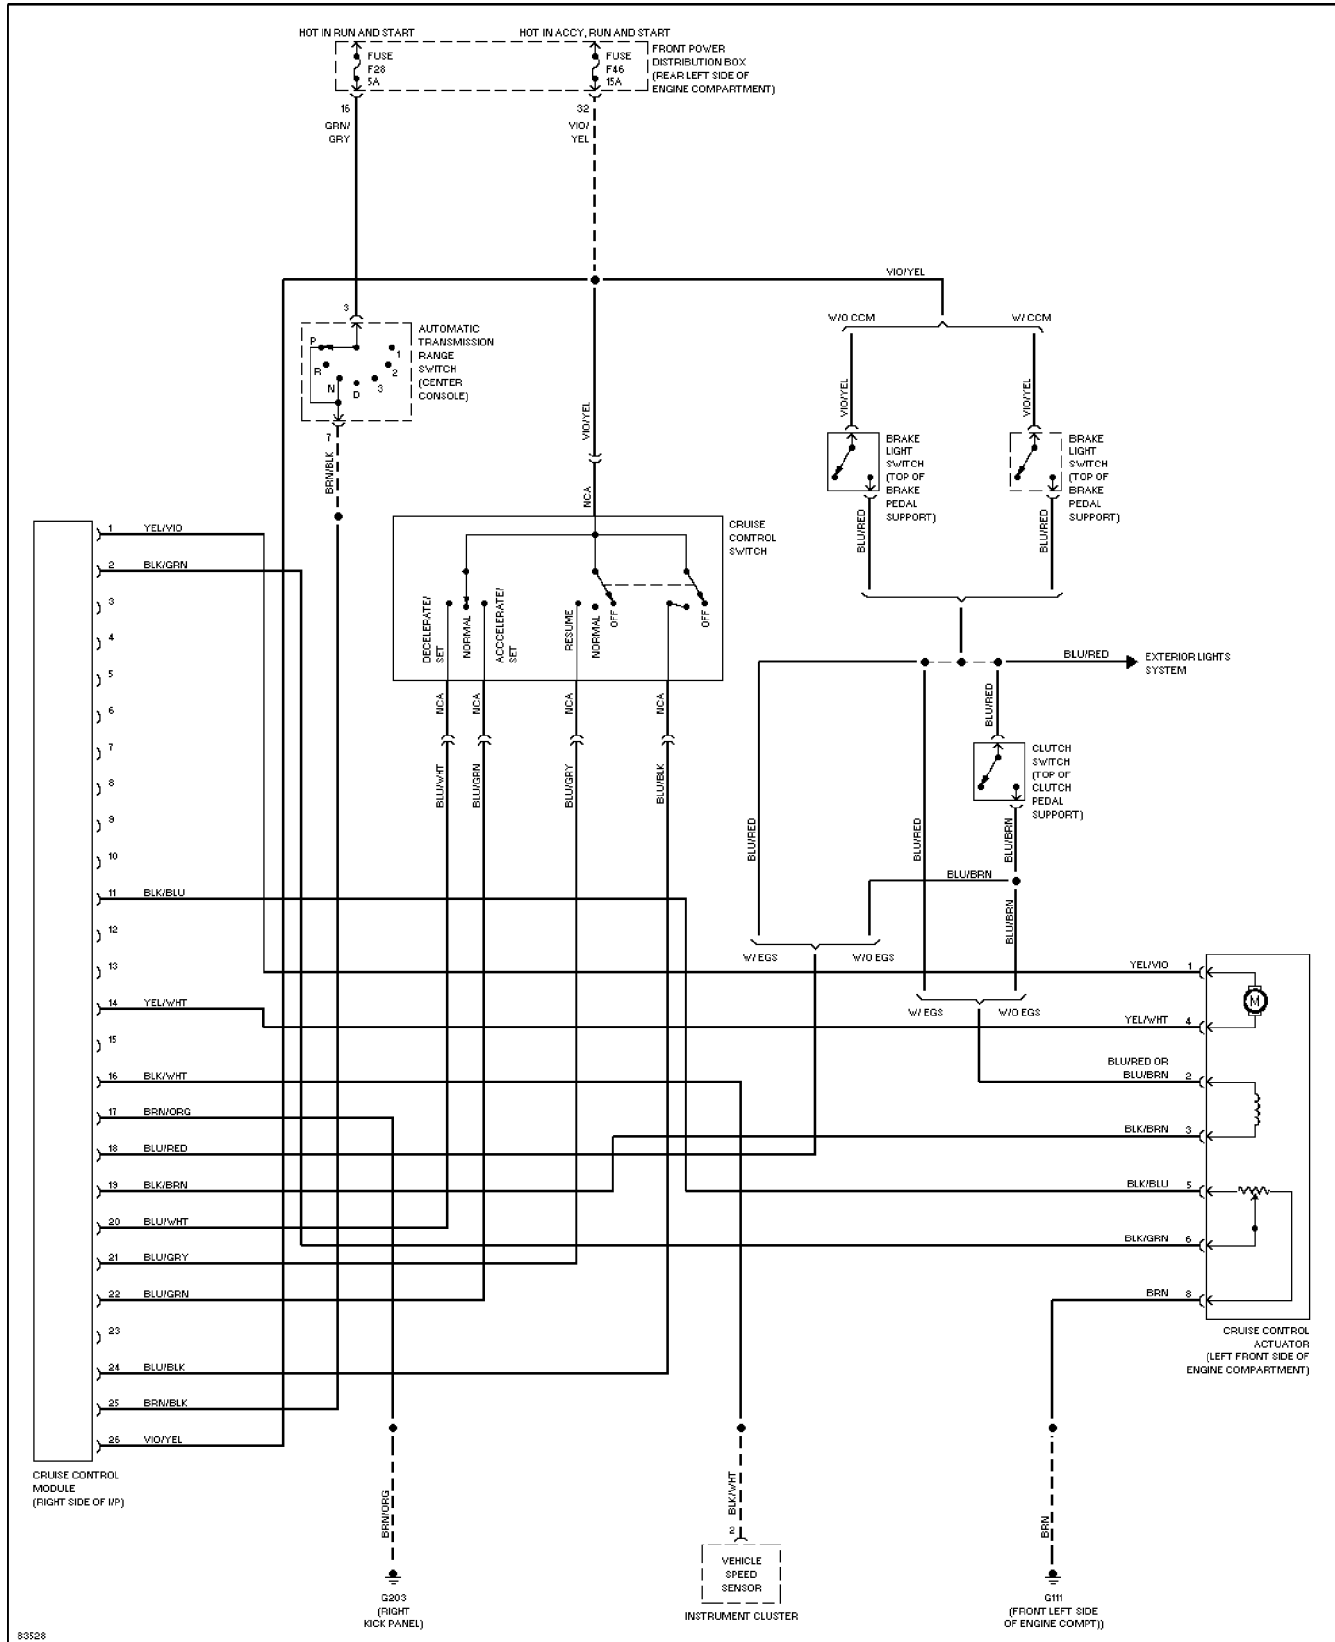 HOT IN RUN AND START
HOT IN ACCY, RUN AND START
FUSE
F28
5A
FUSE
F46
15A
FRONT POWER
DISTRIBUTION BOX
(REAR LEFT SIDE OF
ENGINE COMPARTMENT)
16
GRN/
GRY
32
VIO/
YEL
VIO/YEL
W/O CCM
W/ CCM
3
P
R
N
D
3
2
1
AUTOMATIC
TRANSMISSION
RANGE
SWITCH
(CENTER
CONSOLE)
7
BRN/BLK
VIO/YEL
NCA
VIO/YEL
VIO/YEL
BRAKE
LIGHT
SWITCH
(TOP OF
BRAKE
PEDAL
SUPPORT)
BRAKE
LIGHT
SWITCH
(TOP OF
BRAKE
PEDAL
SUPPORT)
BLU/RED
BLU/RED
CRUISE
CONTROL
SWITCH
DECELERATE/
SET
NORMAL
ACCCELERATE/
SET
RESUME
NORMAL
OFF
OFF
NCA
NCA
NCA
NCA
BLU/WHT
BLU/GRN
BLU/GRY
BLU/BLK
BLU/RED
EXTERIOR LIGHTS
SYSTEM
BLU/RED
CLUTCH
SWITCH
(TOP OF
CLUTCH
PEDAL
SUPPORT)
BLU/RED
BLU/RED
BLU/BRN
BLU/BRN
BLU/BRN
W/ EGS
W/O EGS
W/ EGS
W/O EGS
1 YEL/VIO
2 BLK/GRN
3
4
5
6
7
8
9
10
11 BLK/BLU
12
13
14 YEL/WHT
15
16 BLK/WHT
17 BRN/ORG
18 BLU/RED
19 BLK/BRN
20 BLU/WHT
21 BLU/GRY
22 BLU/GRN
23
24 BLU/BLK
25 BRN/BLK
26 VIO/YEL
CRUISE CONTROL
MODULE
(RIGHT SIDE OF I/P)
YEL/VIO 1
M
YEL/WHT 4
BLU/RED OR
BLU/BRN 2
BLK/BRN 3
BLK/BLU 5
BLK/GRN 6
BRN 8
CRUISE CONTROL
ACTUATOR
(LEFT FRONT SIDE OF
ENGINE COMPARTMENT)
BRN/ORG
G203
(RIGHT
KICK PANEL)
BLK/WHT
2
VEHICLE
SPEED
SENSOR
INSTRUMENT CLUSTER
BRN
G111
(FRONT LEFT SIDE
OF ENGINE COMPT))
83528